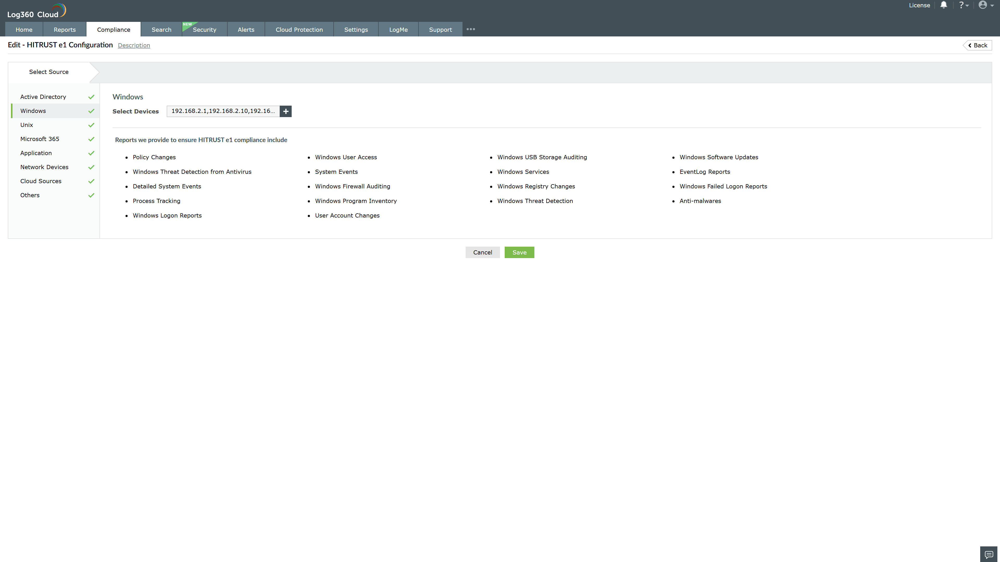 License
?
Log360 Cloud
Home
Reports
Compliance
Search
NEW
Security
Alerts
Cloud Protection
Settings
LogMe
Support
Edit - HITRUST e1 Configuration
Description
Back
Select Source
Active Directory
Windows
Unix
Microsoft 365
Application
Network Devices
Cloud Sources
Others
Windows
Select Devices 192.168.2.1,192.168.2.10,192.16...
Reports we provide to ensure HITRUST e1 compliance include
Policy Changes
Windows User Access
Windows USB Storage Auditing
Windows Software Updates
Windows Threat Detection from Antivirus
System Events
Windows Services
EventLog Reports
Detailed System Events
Windows Firewall Auditing
Windows Registry Changes
Windows Failed Logon Reports
Process Tracking
Windows Program Inventory
Windows Threat Detection
Anti-malwares
Windows Logon Reports
User Account Changes
Cancel
Save